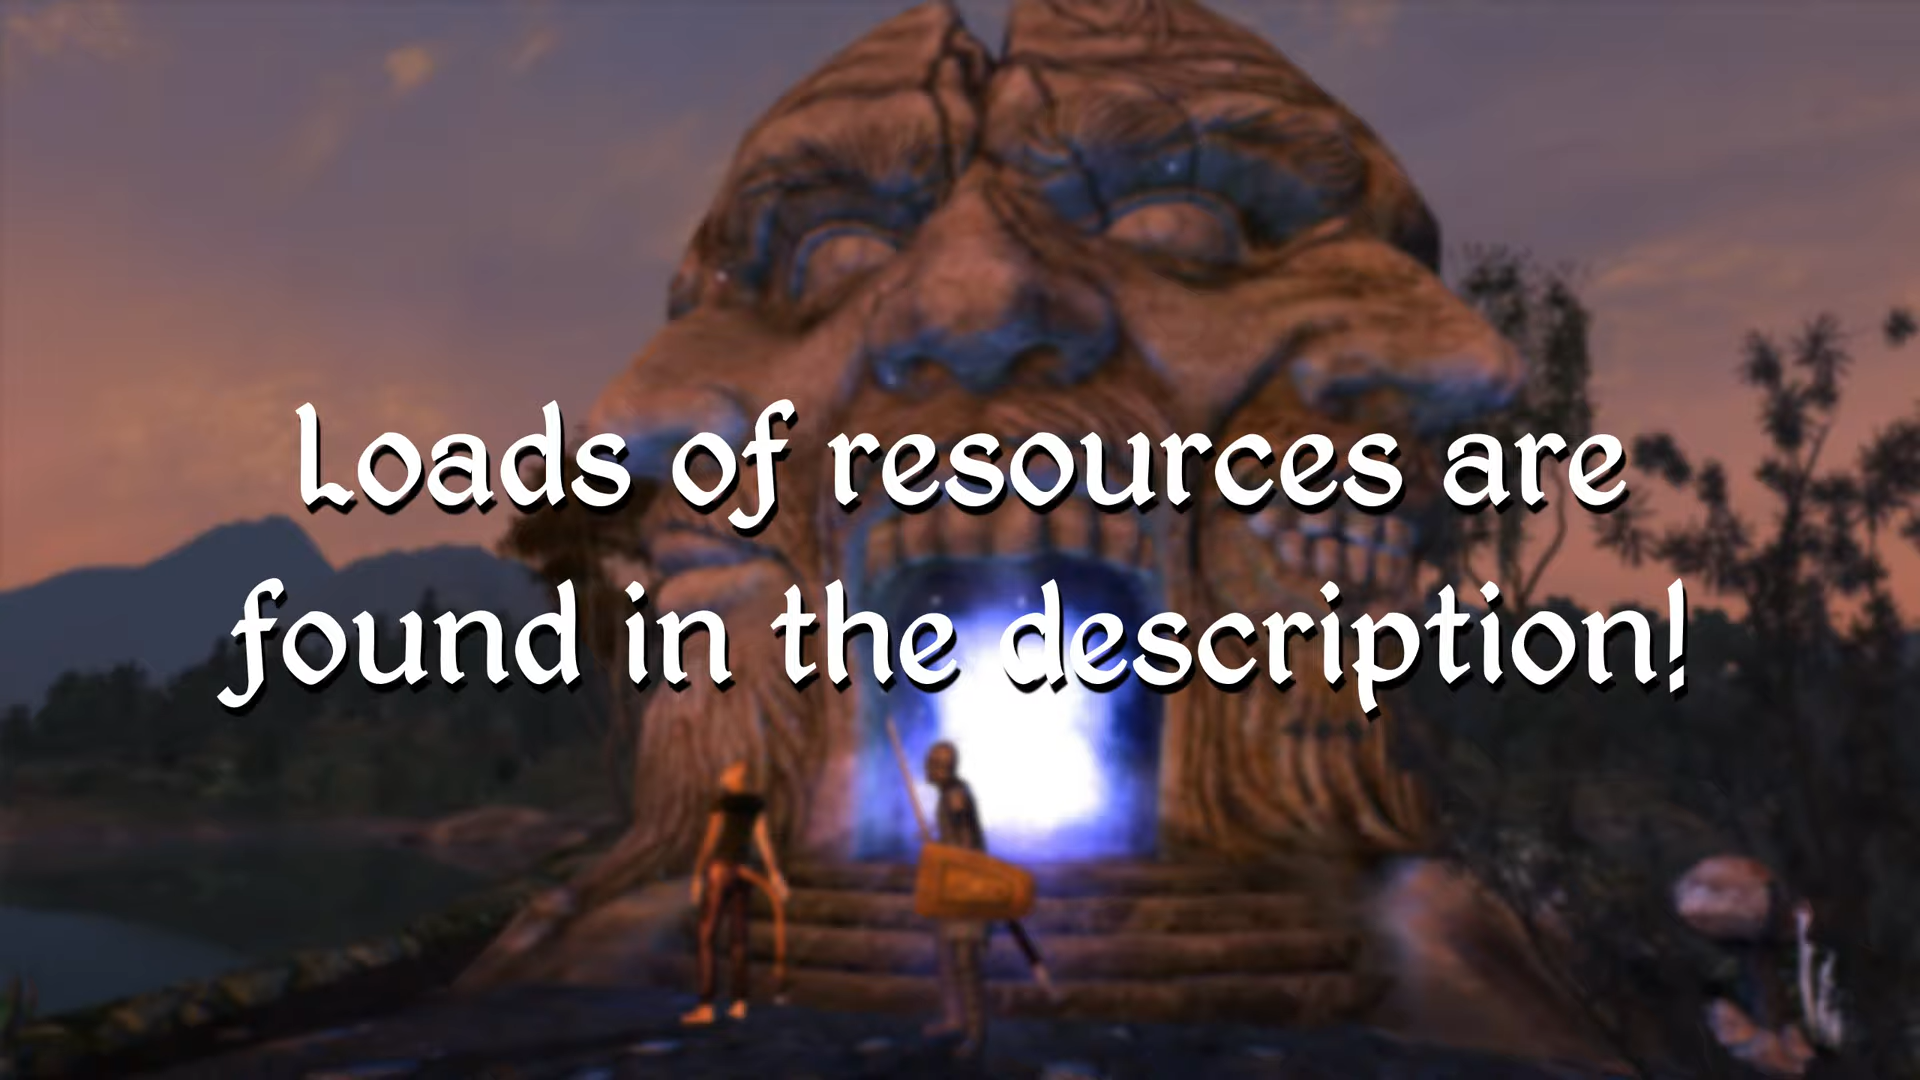 Loads of resources are
found in the description!